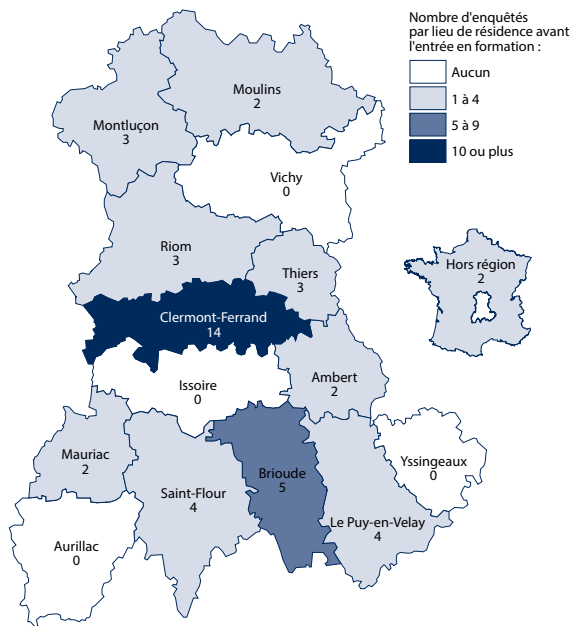 Nombre d'enquêtés
par lieu de résidence avant
l'entrée en formation :
Aucun
1 à 4
5 à 9
10 ou plus
Moulins
2
Montluçon
3
Vichy
0
Riom
3
Thiers
3
Hors région
2
Clermont-Ferrand
14
Issoire
0
Ambert
2
Mauriac
2
Saint-Flour
4
Brioude
5
Yssingeaux
0
Le Puy-en-Velay
4
Aurillac
0